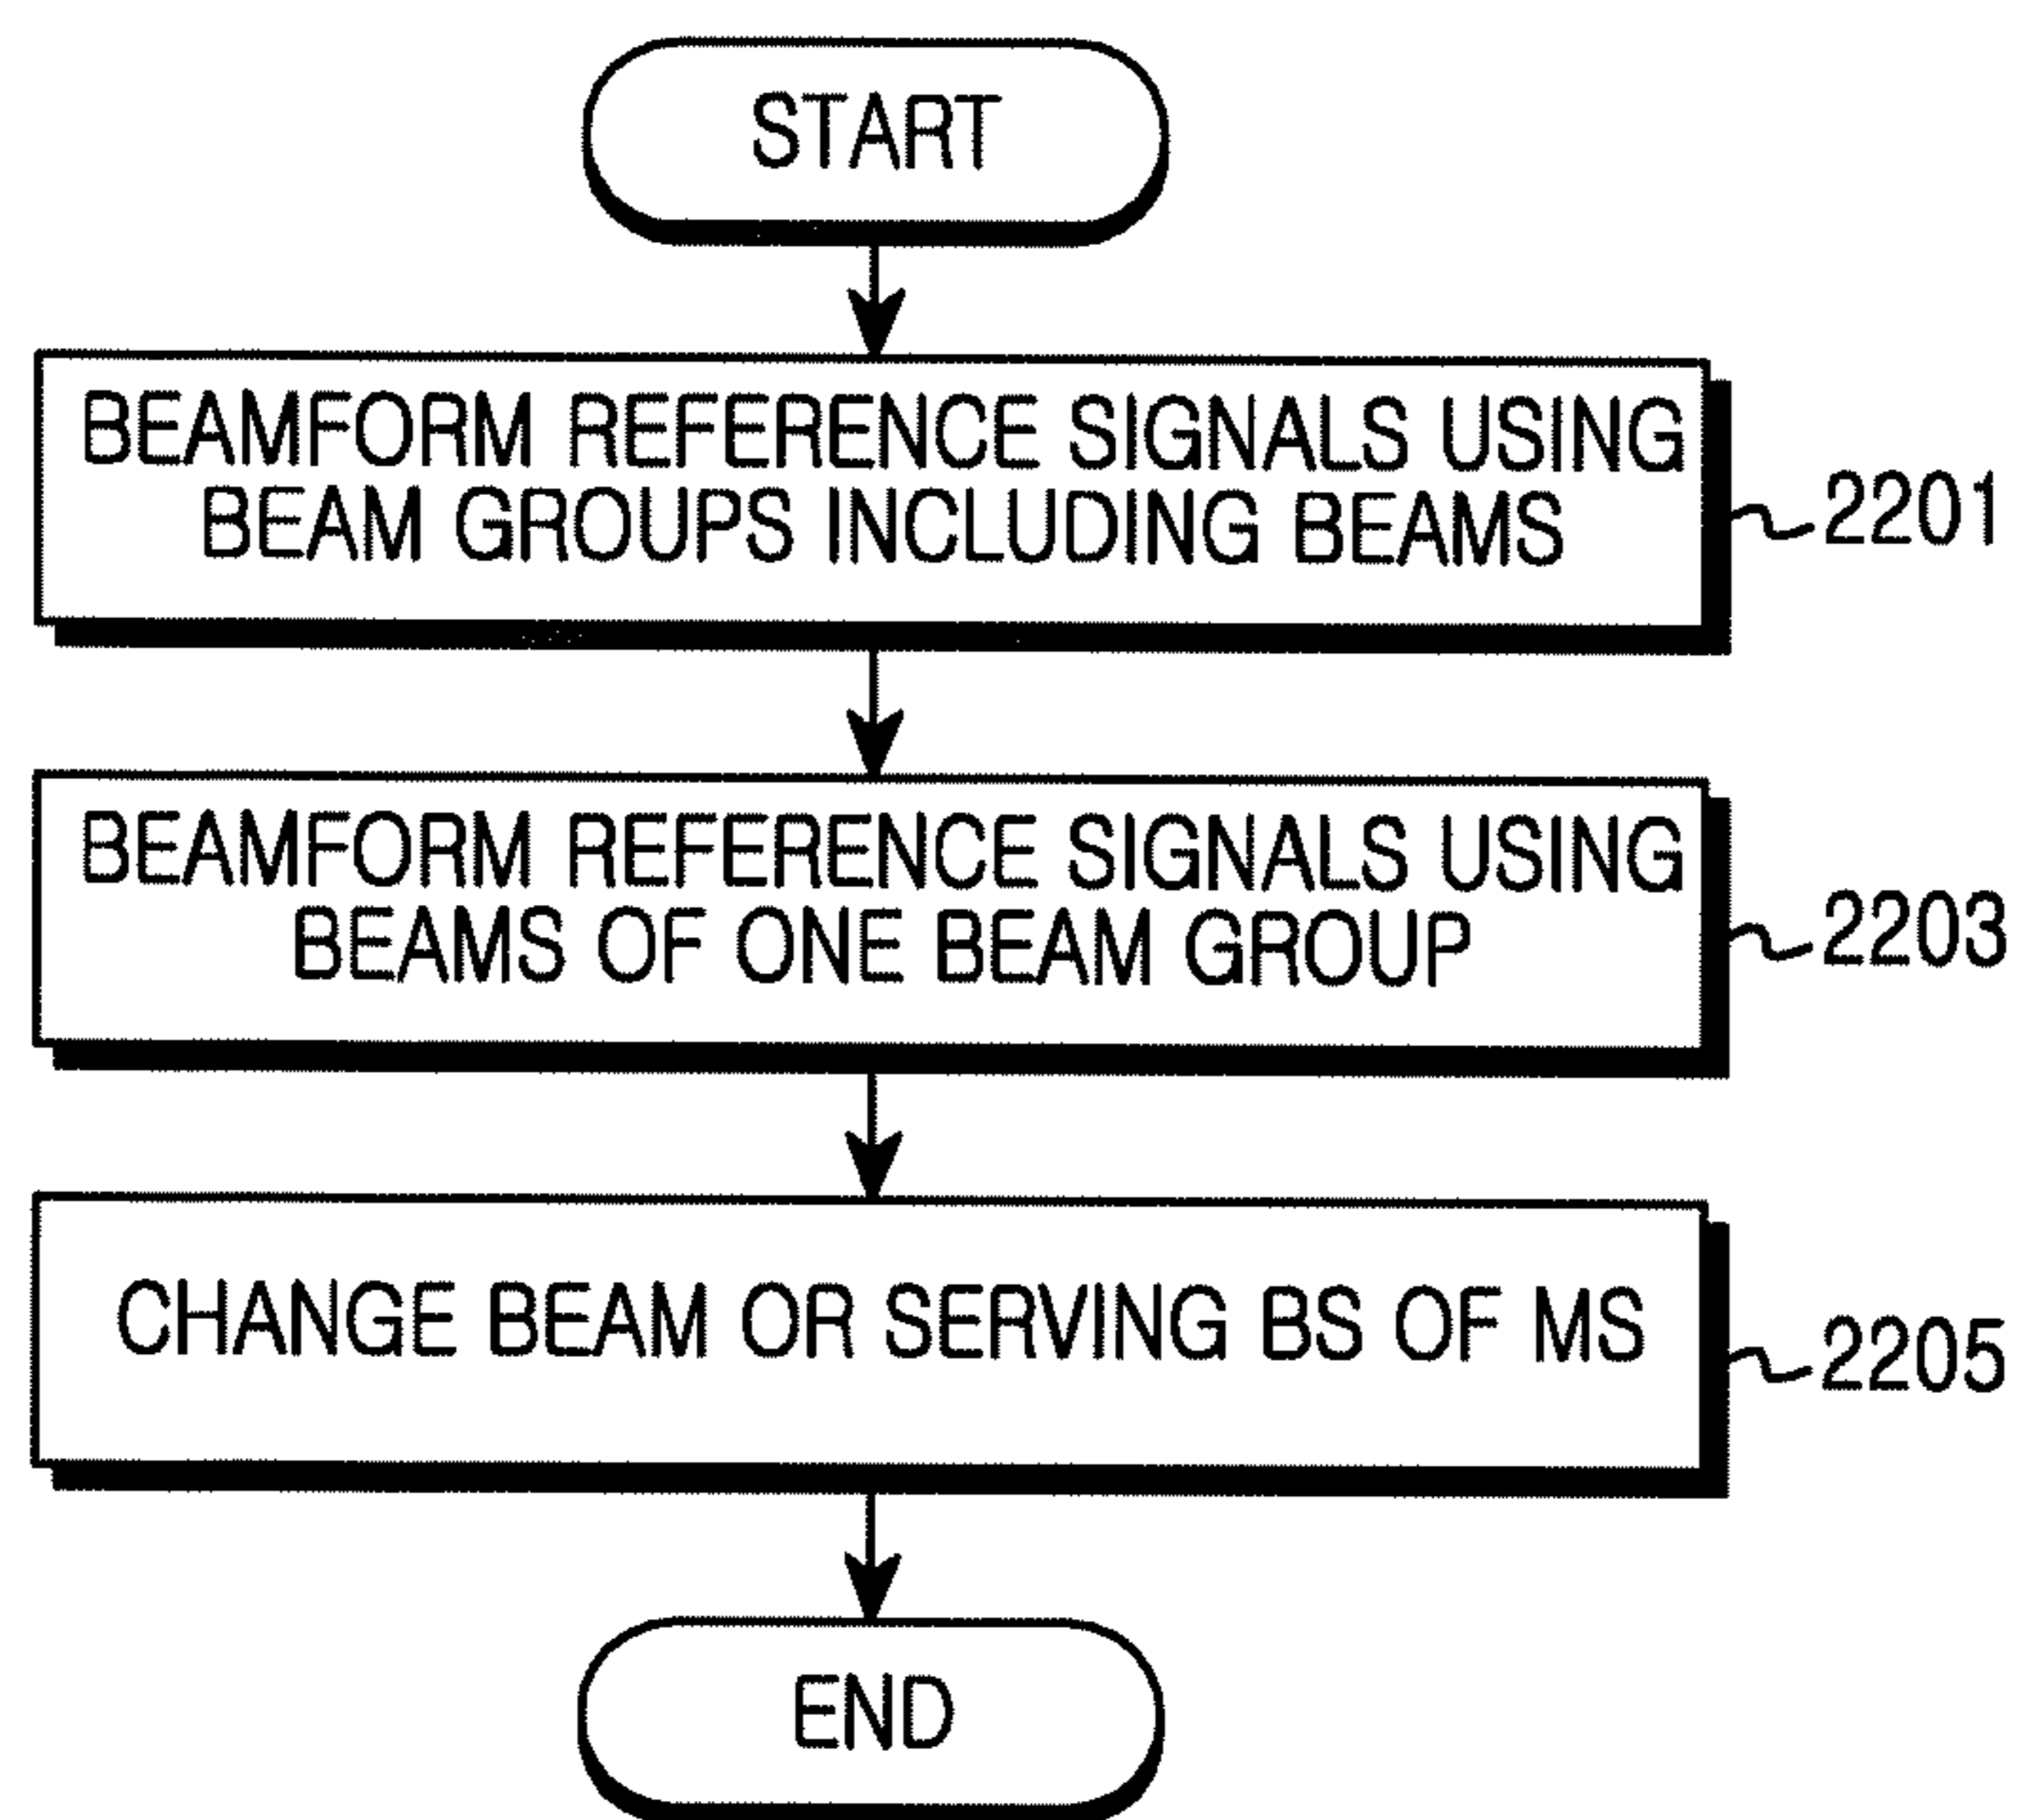 START
BEAMFORM REFERENCE SIGNALS USING
BEAM GROUPS INCLUDING BEAMS
2201
BEAMFORM REFERENCE SIGNALS USING
BEAMS OF ONE BEAM GROUP
2203
CHANGE BEAM OR SERVING BS OF MS
2205
END